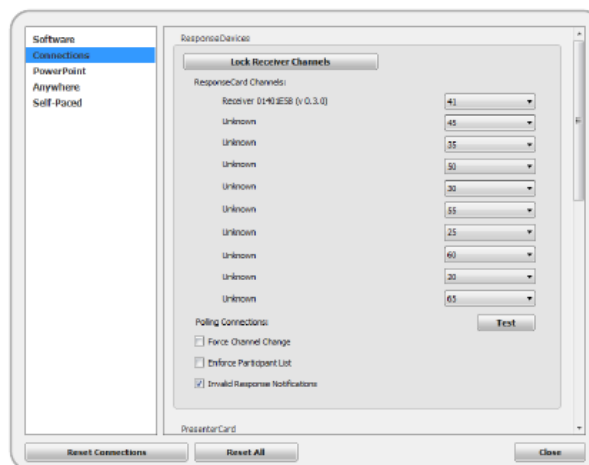 Software
Connections
PowerPoint
Anywhere
Self-Paced
ResponseDevices
Lock Receiver Channels
ResponseCard Channels:
Receiver 01401E58 (v 0.3.0) 41
Unknown 45
Unknown 35
Unknown 50
Unknown 30
Unknown 55
Unknown 25
Unknown 60
Unknown 20
Unknown 65
Polling Connections: Test
Force Channel Change
Enforce Participant List
Invalid Response Notifications
PresenterCard
Reset Connections Reset All Close